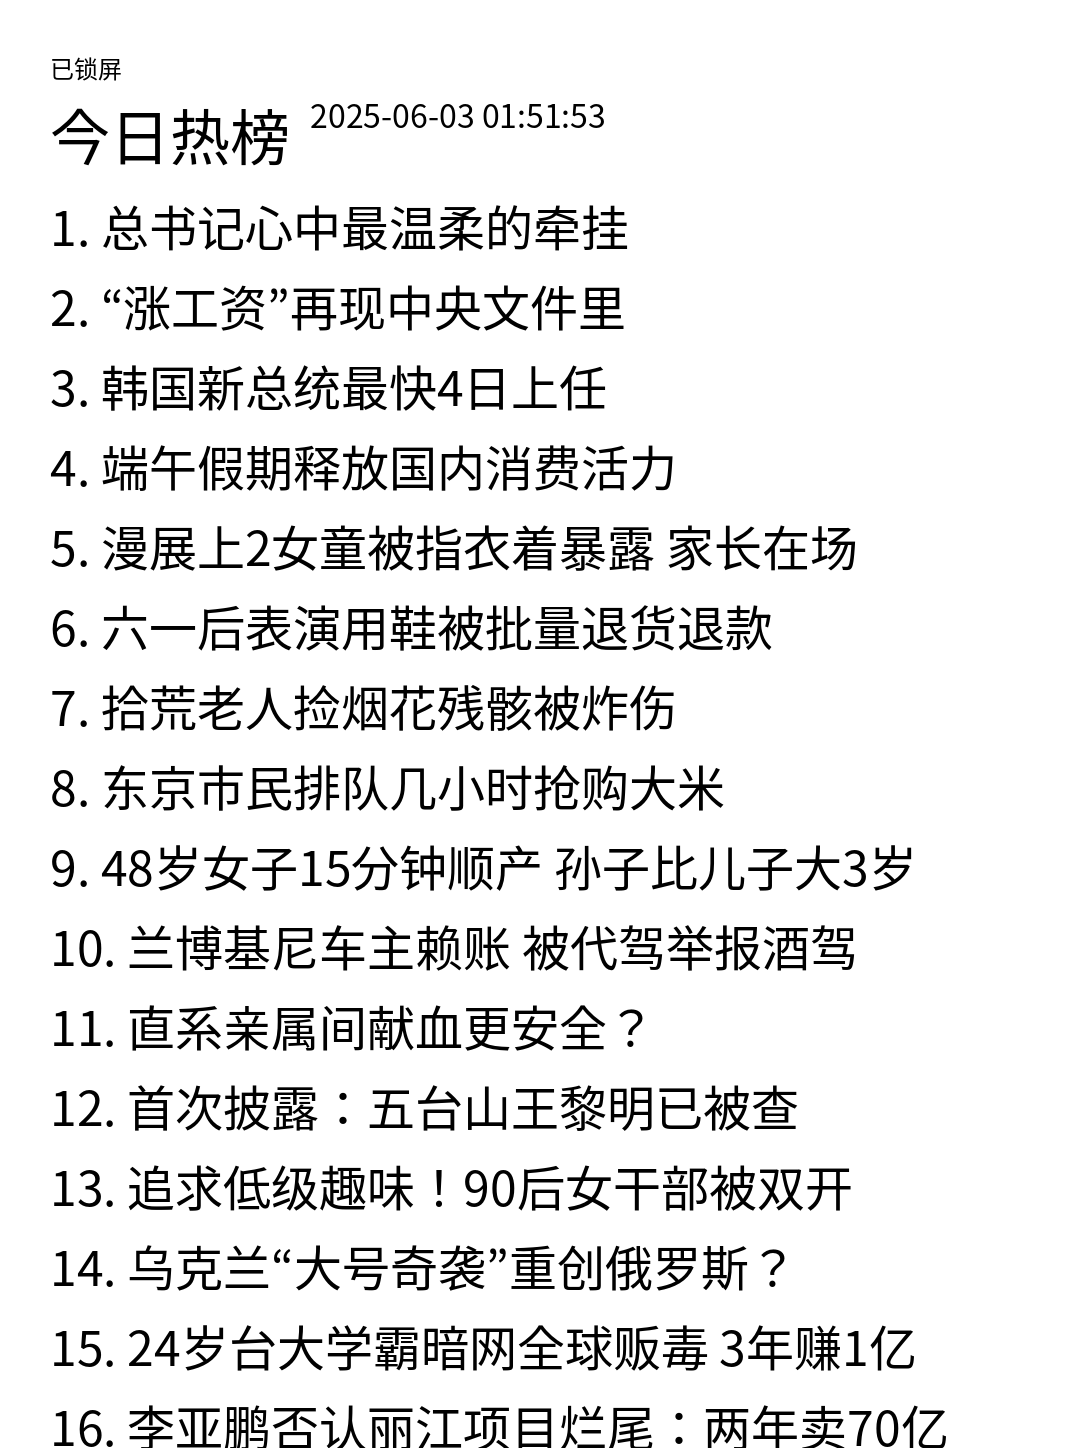 已锁屏
今日热榜 2025-06-03 01:51:53
1. 总书记心中最温柔的牵挂
2. “涨工资”再现中央文件里
3. 韩国新总统最快4日上任
4. 端午假期释放国内消费活力
5. 漫展上2女童被指衣着暴露 家长在场
6. 六一后表演用鞋被批量退货退款
7. 拾荒老人捡烟花残骸被炸伤
8. 东京市民排队几小时抢购大米
9. 48岁女子15分钟顺产 孙子比儿子大3岁
10. 兰博基尼车主赖账 被代驾举报酒驾
11. 直系亲属间献血更安全？
12. 首次披露：五台山王黎明已被查
13. 追求低级趣味！90后女干部被双开
14. 乌克兰“大号奇袭”重创俄罗斯？
15. 24岁台大学霸暗网全球贩毒 3年赚1亿
16. 李亚鹏否认丽江项目烂尾：两年卖70亿